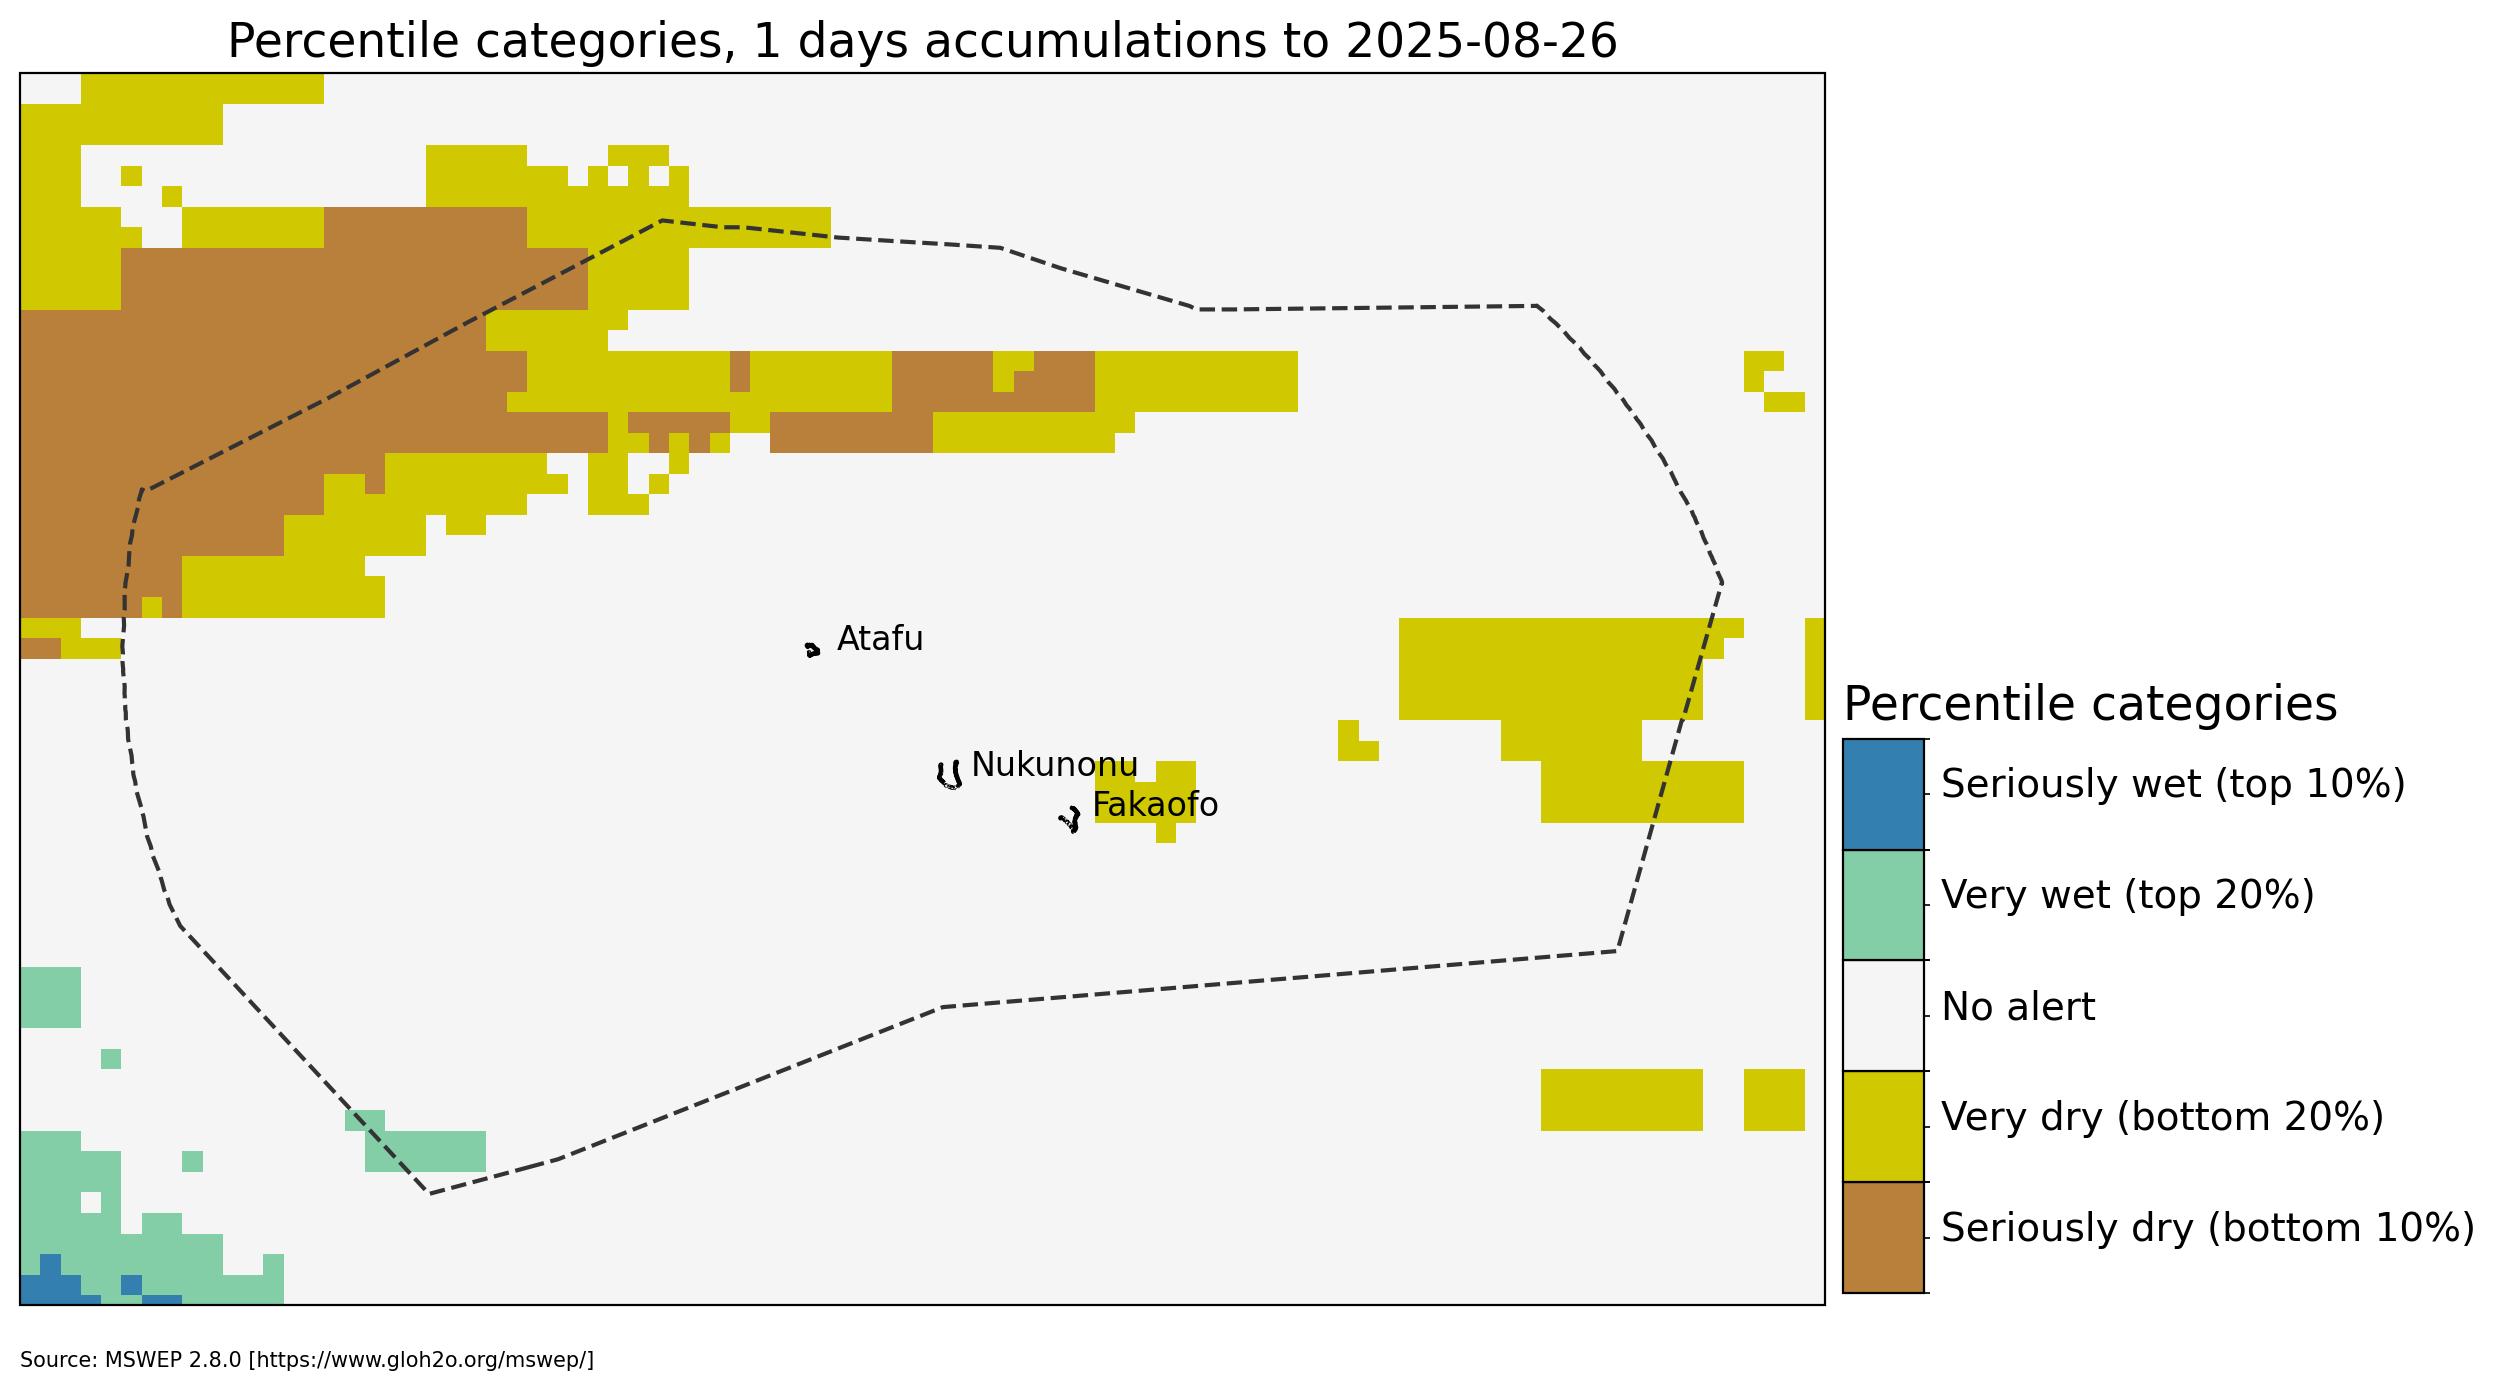 Percentile categories, 1 days accumulations to 2025-08-26
Atafu
Nukunonu
Fakaofo
Percentile categories
Seriously wet (top 10%)
Very wet (top 20%)
No alert
Very dry (bottom 20%)
Seriously dry (bottom 10%)
Source: MSWEP 2.8.0 [https://www.gloh2o.org/mswep/]